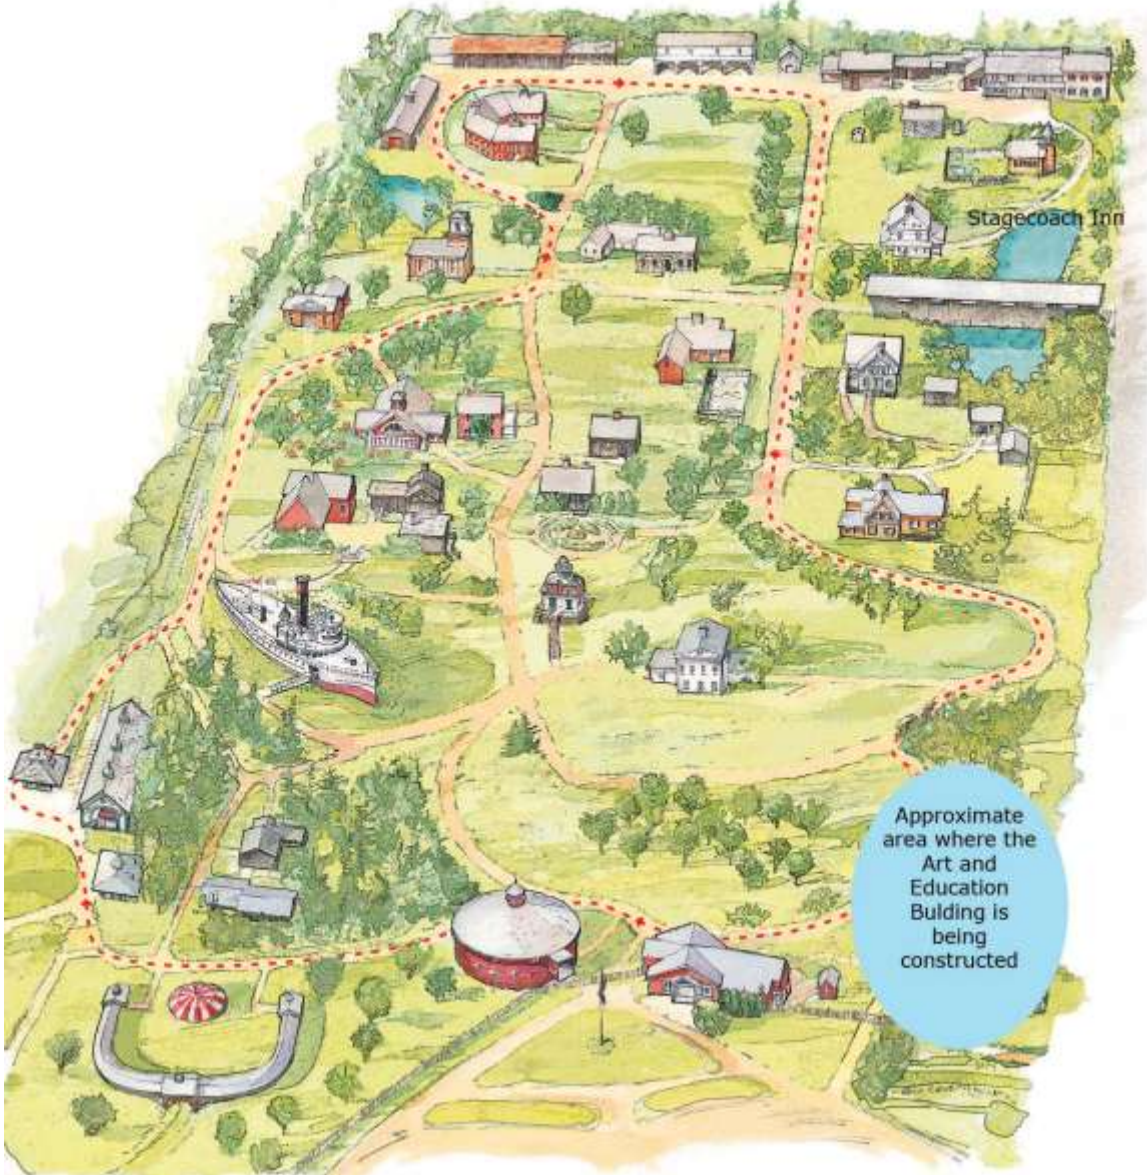 Stagecoach Inn
Approximate
area where the
Art and
Education
Bulding is
being
constructed